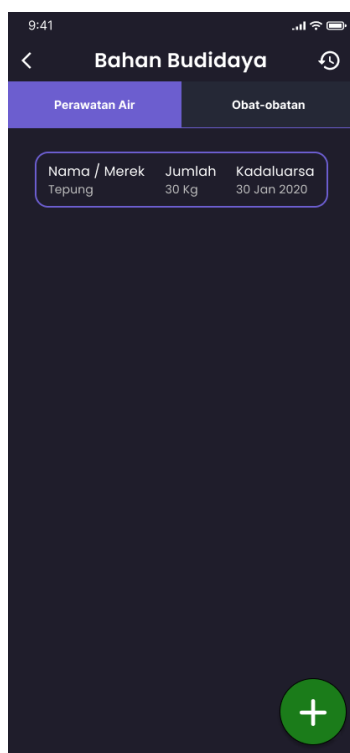 9:41
Bahan Budidaya
Perawatan Air Obat-obatan
Nama / Merek Jumlah Kadaluarsa
Tepung 30 Kg 30 Jan 2020